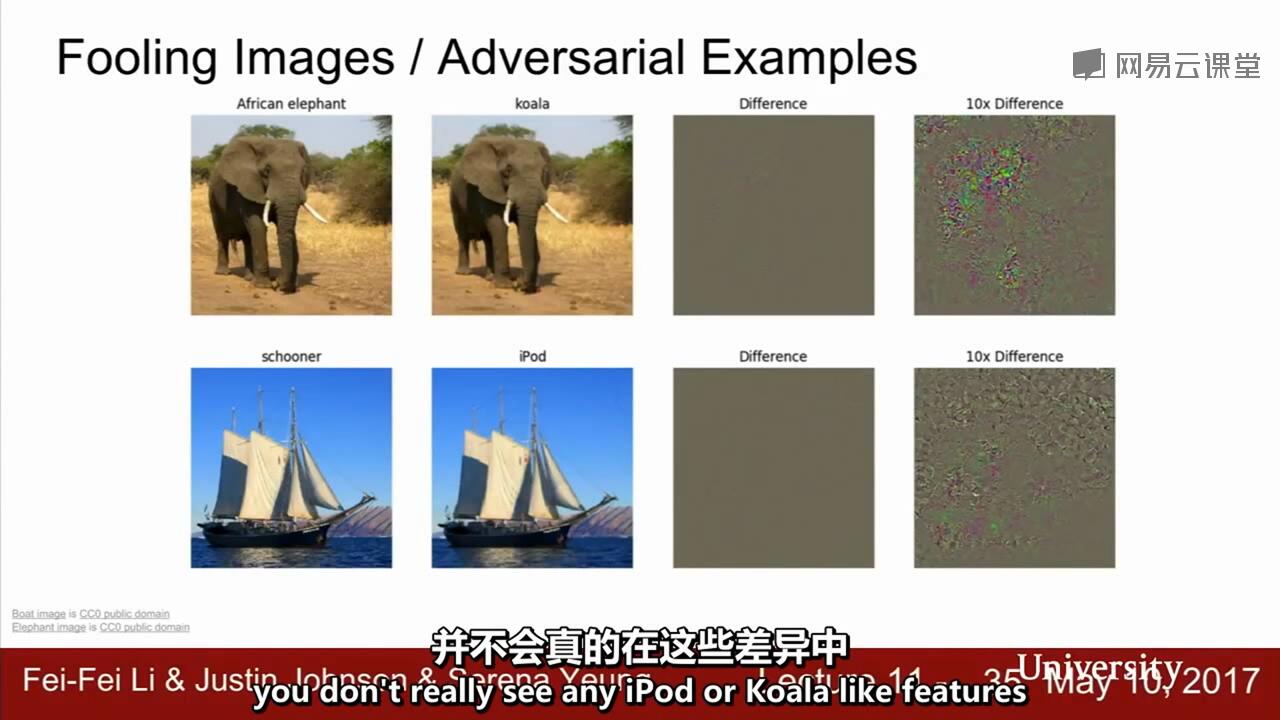 Fooling Images / Adversarial Examples
网易云课堂
African elephant
koala
Difference
10x Difference
schooner
iPod
Difference
10x Difference
Boat image is CC0 public domain
Elephant image is CC0 public domain
并不会真的在这些差异中
Fei-Fei Li & Justin Johnson & Serena Yeung
Lecture 11 - 35
University
May 10, 2017
you don't really see any iPod or Koala like features